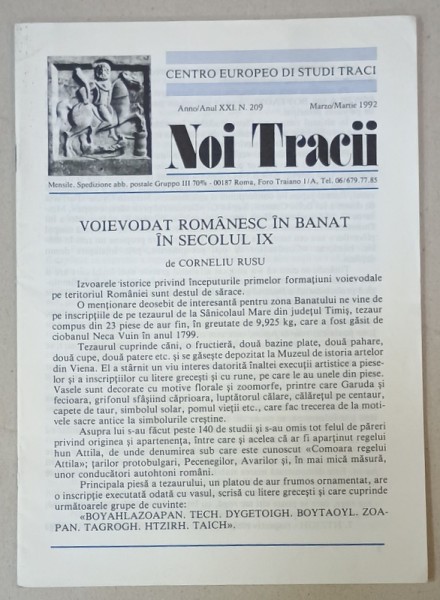 CENTRO EUROPEO DI STUDI TRACI
Anno/Anul XXI. N. 209 Marzo/Martie 1992
Noi Tracii
Mensile. Spedizione abb. postale Gruppo III 70% - 00187 Roma, Foro Traiano 1/A, Tel. 06/679.77.85
VOIEVODAT ROMÂNESC ÎN BANAT
ÎN SECOLUL IX
de CORNELIU RUSU
Izvoarele istorice privind începuturile primelor formațiuni voievodale
pe teritoriul României sunt destul de sărace.
O menționare deosebit de interesantă pentru zona Banatului ne vine de
pe inscripțiile de pe tezaurul de la Sânicolaul Mare din județul Timiș, tezaur
compus din 23 piese de aur fin, în greutate de 9,925 kg, care a fost găsit de
ciobanul Neca Vuin în anul 1799.
Tezaurul cuprinde căni, o fructieră, două bazine plate, două pahare,
două cupe, două patere etc. și se găsește depozitat la Muzeul de istoria artelor
din Viena. El a stârnit un viu interes datorită înaltei execuții artistice a piese-
lor și a inscripțiilor cu litere grecești și cu rune, pe care le au unele din piese.
Vasele sunt decorate cu motive florale și zoomorfe, printre care Garuda și
fecioara, grifonul sfâșiind căprioara, luptătorul călare, călărețul pe centaur,
capete de taur, simbolul solar, pomul vieții etc., care fac trecerea de la moti-
vele sacre antice la simbolurile creștine.
Asupra lui s-au făcut peste 140 de studii și s-au omis tot felul de păreri
privind originea și apartenența, între care și aceea că ar fi aparținut regelui
hun Attila, de unde denumirea sub care este cunoscut «Comoara regelui
Attila»; țarilor protobulgari, Pecenegilor, Avarilor și, în mai mică măsură,
unor conducători autohtoni români.
Principala piesă a tezaurului, un platou de aur frumos ornamentat, are
o inscripție executată odată cu vasul, scrisă cu litere grecești și care cuprinde
următoarele grupe de cuvinte:
«BOYAHLAZOAPAN. TECH. DYGETOIGH. BOYTAOYL. ZOA-
PAN. TAGROGH. HTZIRH. TAICH».